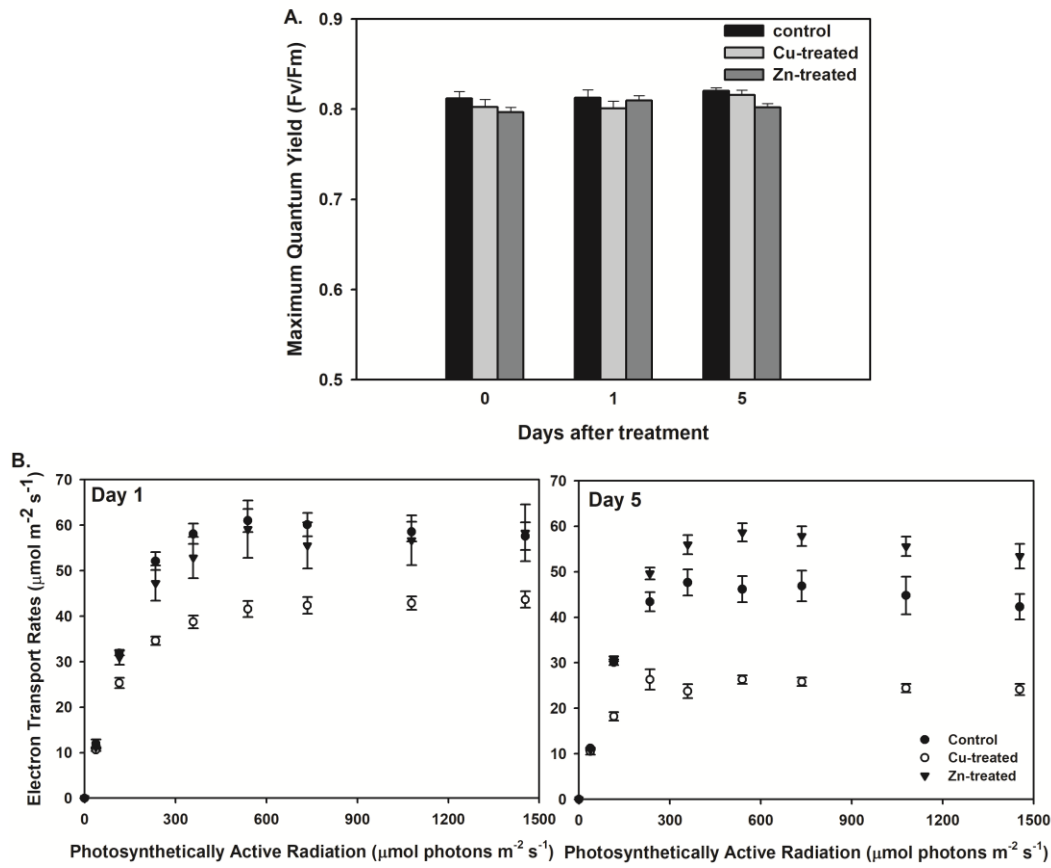 A.
0.9
control
Cu-treated
Zn-treated
0.8
0.7
0.6
0.5
Maximum Quantum Yield (Fv/Fm)
0 1 5
Days after treatment
B.
70
60
50
40
30
20
10
0
Electron Transport Rates (μmol m⁻² s⁻¹)
Day 1
0 300 600 900 1200 1500
Photosynthetically Active Radiation (μmol photons m⁻² s⁻¹)
70
60
50
40
30
20
10
0
Day 5
Control
Cu-treated
Zn-treated
0 300 600 900 1200 1500
Photosynthetically Active Radiation (μmol photons m⁻² s⁻¹)